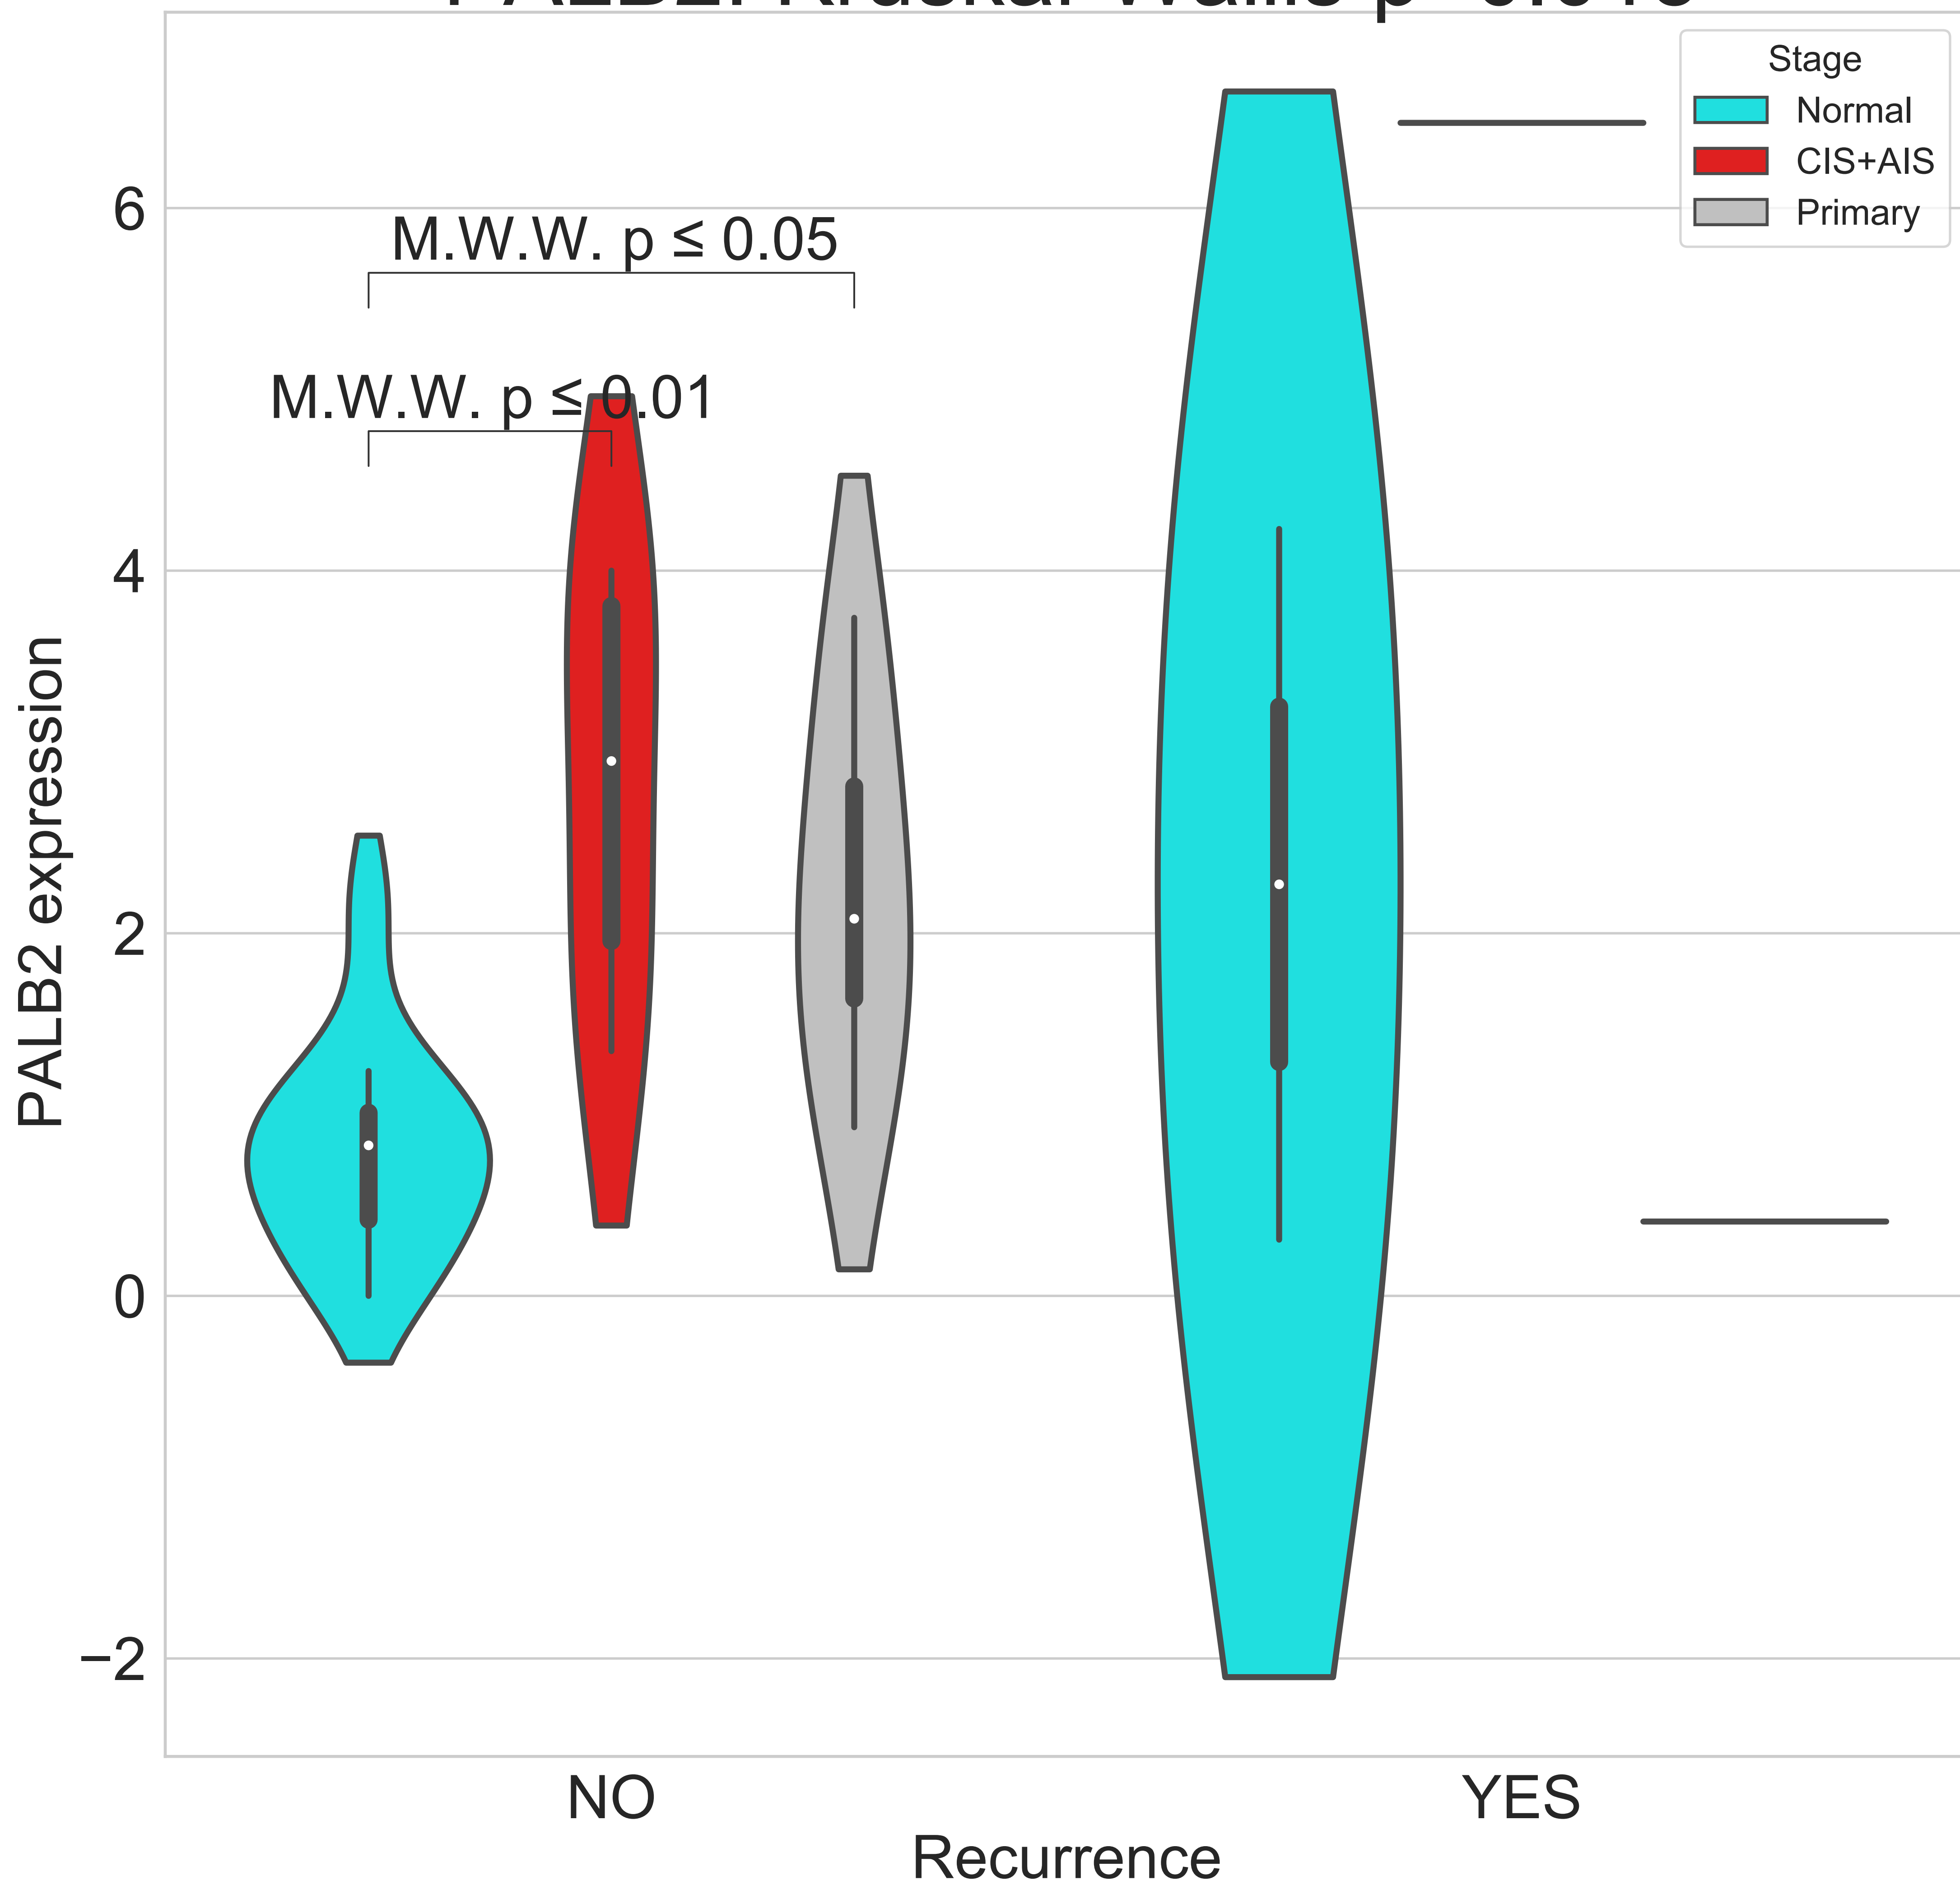 Stage
Normal
CIS+AIS
Primary
6
M.W.W. p ≤ 0.05
M.W.W. p ≤ 0.01
4
PALB2 expression
2
0
−2
NO
YES
Recurrence